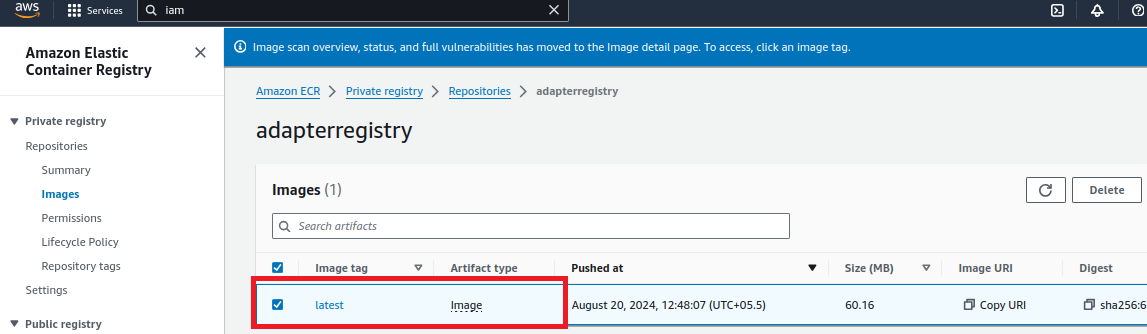 aws Services iam
Amazon Elastic
Container Registry
Private registry
Repositories
Summary
Images
Permissions
Lifecycle Policy
Repository tags
Settings
Public registry
Image scan overview, status, and full vulnerabilities has moved to the Image detail page. To access, click an image tag.
Amazon ECR > Private registry > Repositories > adapterregistry
adapterregistry
Images (1)
Delete
Search artifacts
Image tag Artifact type Pushed at Size (MB) Image URI Digest
latest Image August 20, 2024, 12:48:07 (UTC+05.5) 60.16 Copy URI sha256:6